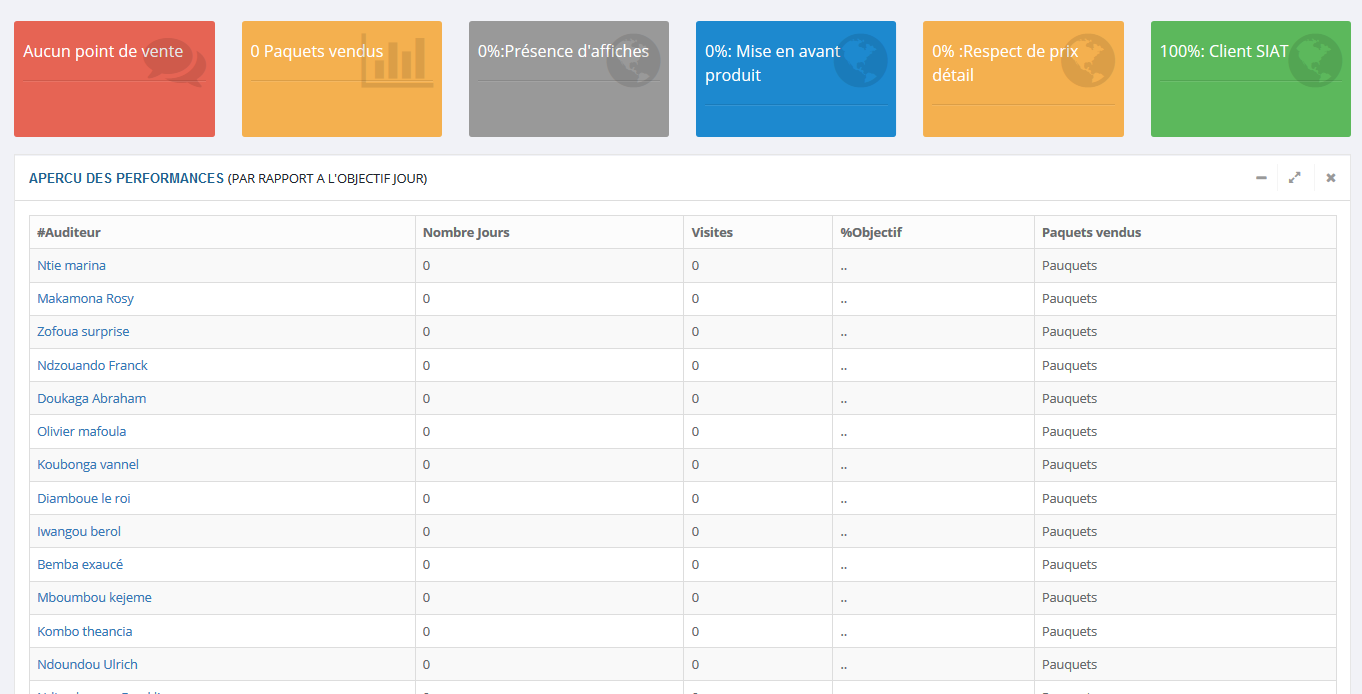 Aucun point de vente
0 Paquets vendus
0%:Présence d'affiches
0%: Mise en avant
produit
0% :Respect de prix
détail
100%: Client SIAT
APERCU DES PERFORMANCES (PAR RAPPORT A L'OBJECTIF JOUR)
#Auditeur Nombre Jours Visites %Objectif Paquets vendus
Ntie marina 0 0 .. Pauquets
Makamona Rosy 0 0 .. Pauquets
Zofoua surprise 0 0 .. Pauquets
Ndzouando Franck 0 0 .. Pauquets
Doukaga Abraham 0 0 .. Pauquets
Olivier mafoula 0 0 .. Pauquets
Koubonga vannel 0 0 .. Pauquets
Diamboue le roi 0 0 .. Pauquets
Iwangou berol 0 0 .. Pauquets
Bemba exaucé 0 0 .. Pauquets
Mboumbou kejeme 0 0 .. Pauquets
Kombo theancia 0 0 .. Pauquets
Ndoundou Ulrich 0 0 .. Pauquets